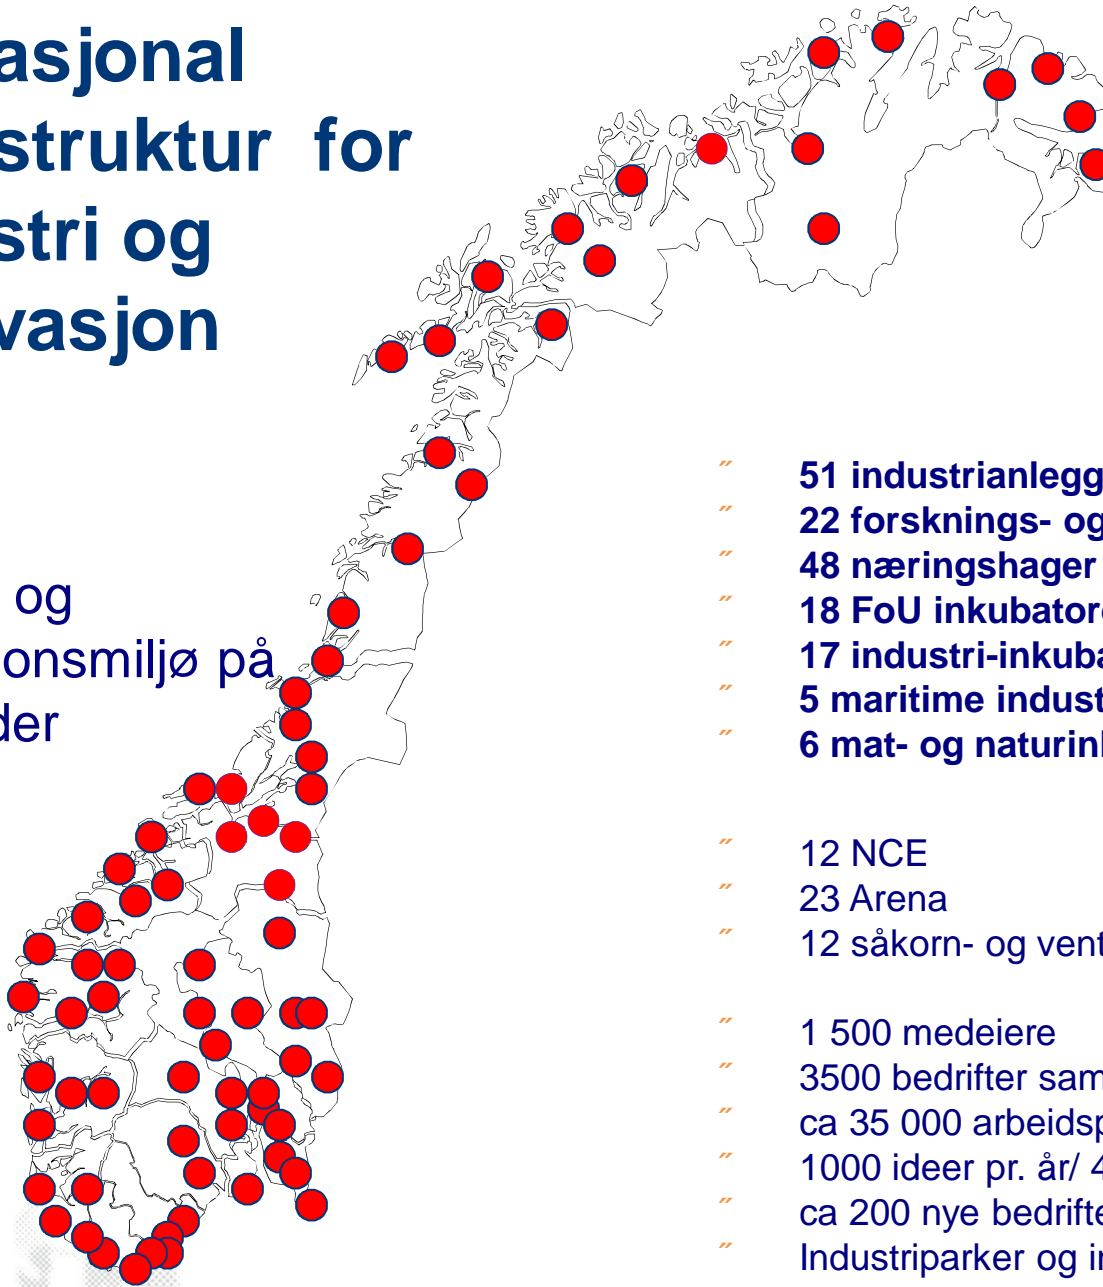 asjonal
struktur for
stri og
vasjon
og
onsmiljø på
der
51 industrianlegg
22 forsknings- og
48 næringshager
18 FoU inkubator
17 industri-inkuba
5 maritime indust
6 mat- og naturin
12 NCE
23 Arena
12 såkorn- og vent
1 500 medeiere
3500 bedrifter sam
ca 35 000 arbeidsp
1000 ideer pr. år/ 4
ca 200 nye bedrifte
Industriparker og in